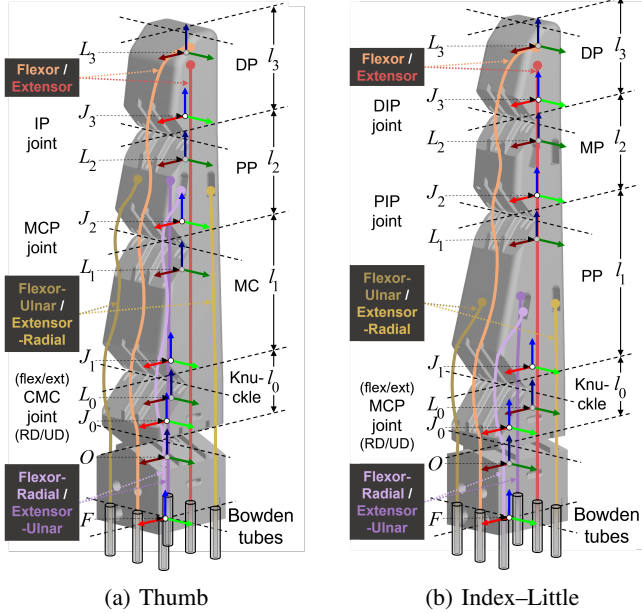 L3
Flexor /
Extensor
DP
l3
J3
IP
joint
L2
PP
l2
MCP
joint
J2
L1
MC
l1
Flexor-
Ulnar /
Extensor
-Radial
J1
(flex/ext)
CMC
joint
(RD/UD)
L0
J0
Knu-
ckle
l0
O
Flexor-
Radial /
Extensor
-Ulnar
F
Bowden
tubes
(a) Thumb
L3
Flexor /
Extensor
DP
l3
J3
DIP
joint
L2
MP
l2
PIP
joint
J2
L1
PP
l1
Flexor-
Ulnar /
Extensor
-Radial
J1
(flex/ext)
MCP
joint
(RD/UD)
L0
J0
Knu-
ckle
l0
O
Flexor-
Radial /
Extensor
-Ulnar
F
Bowden
tubes
(b) Index–Little